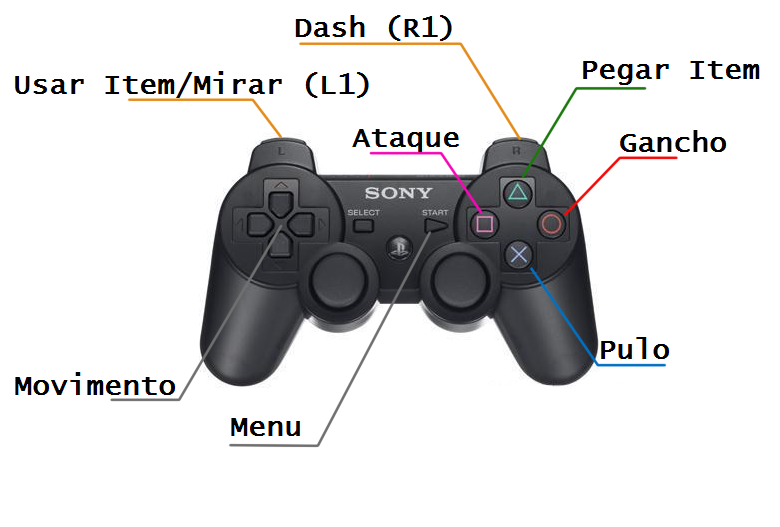 Dash (R1)
Usar Item/Mirar (L1)
Pegar Item
Ataque
Gancho
L
R
SONY
SELECT
START
Pulo
Movimento
Menu